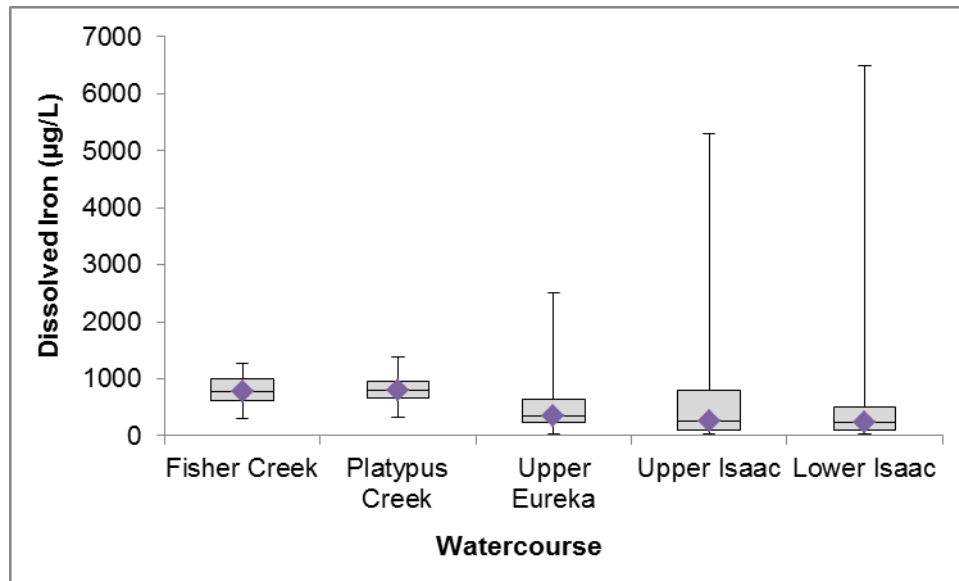 7000
6000
5000
4000
3000
2000
1000
0
Dissolved Iron (µg/L)
Fisher Creek
Platypus
Creek
Upper
Eureka
Upper Isaac
Lower Isaac
Watercourse